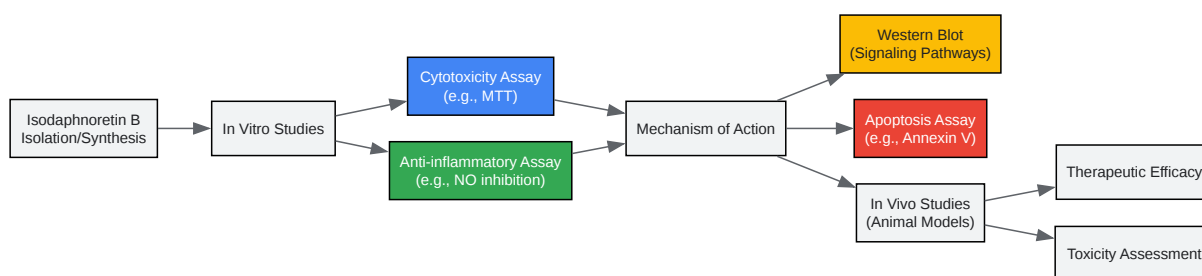 Isodaphnoretin B
Isolation/Synthesis
In Vitro Studies
Cytotoxicity Assay
(e.g., MTT)
Anti-inflammatory Assay
(e.g., NO inhibition)
Mechanism of Action
Western Blot
(Signaling Pathways)
Apoptosis Assay
(e.g., Annexin V)
In Vivo Studies
(Animal Models)
Therapeutic Efficacy
Toxicity Assessment